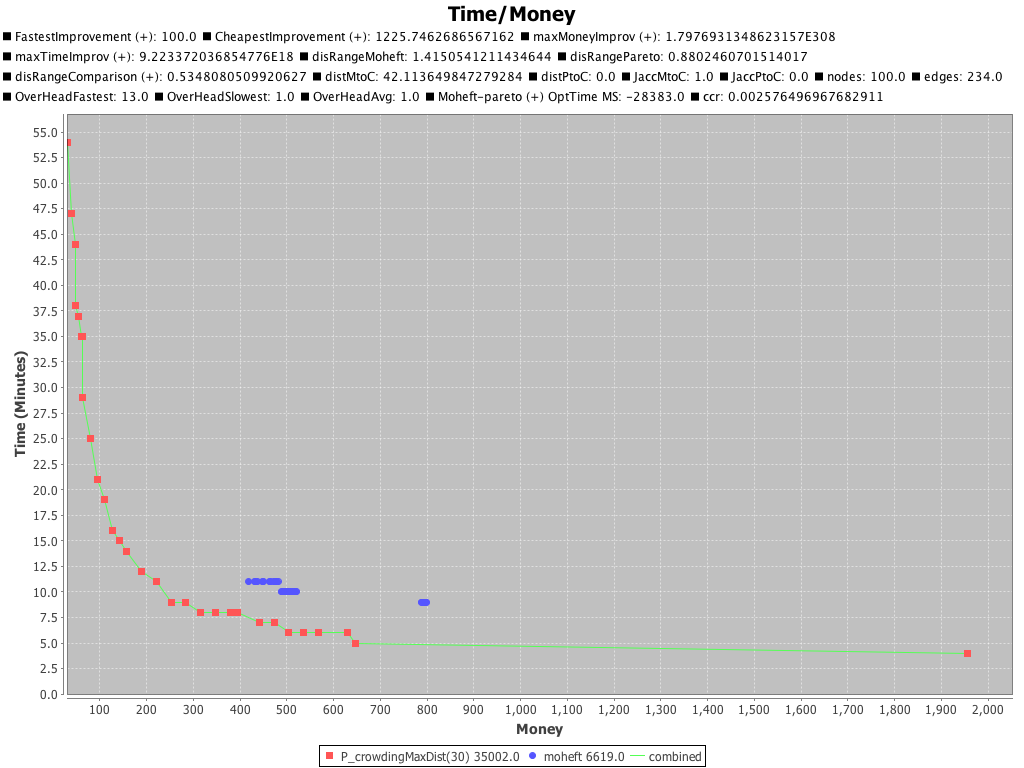 Time/Money
■ FastestImprovement (+): 100.0 ■ CheapestImprovement (+): 1225.7462686567162 ■ maxMoneyImprov (+): 1.7976931348623157E308
■ maxTimeImprov (+): 9.223372036854776E18 ■ disRangeMoheft: 1.4150541211434644 ■ disRangePareto: 0.8802460701514017
■ disRangeComparison (+): 0.5348080509920627 ■ distMtoC: 42.113649847279284 ■ distPtoC: 0.0 ■ JaccMtoC: 1.0 ■ JaccPtoC: 0.0 ■ nodes: 100.0 ■ edges: 234.0
■ OverHeadFastest: 13.0 ■ OverHeadSlowest: 1.0 ■ OverHeadAvg: 1.0 ■ Moheft-pareto (+) OptTime MS: -28383.0 ■ ccr: 0.002576496967682911
55.0
52.5
50.0
47.5
45.0
42.5
40.0
37.5
35.0
32.5
30.0
27.5
25.0
22.5
20.0
17.5
15.0
12.5
10.0
7.5
5.0
2.5
0.0
Time (Minutes)
100 200 300 400 500 600 700 800 900 1,000 1,100 1,200 1,300 1,400 1,500 1,600 1,700 1,800 1,900 2,000
Money
P_crowdingMaxDist(30) 35002.0 moheft 6619.0 combined